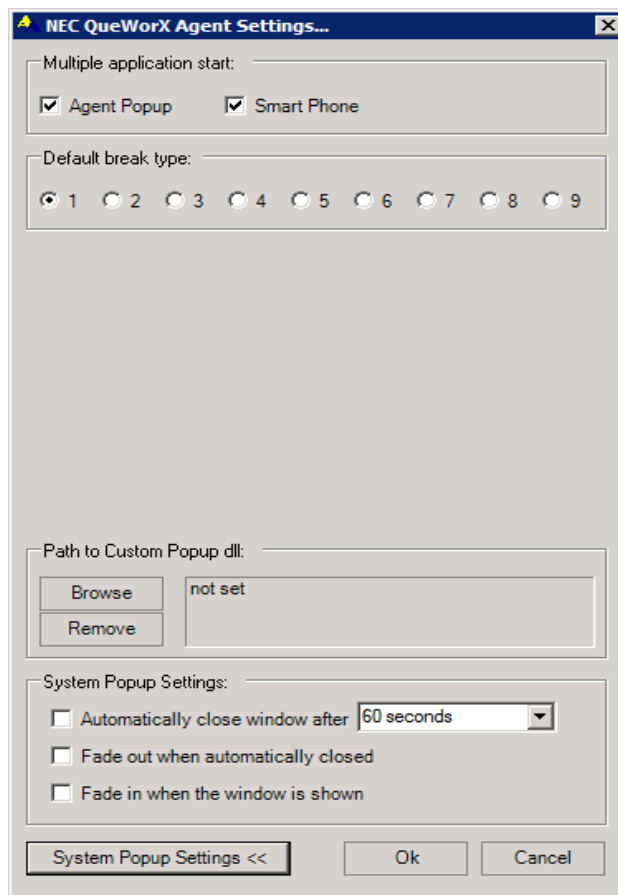 NEC QueWorX Agent Settings...
Multiple application start:
Agent Popup Smart Phone
Default break type:
1 2 3 4 5 6 7 8 9
Path to Custom Popup dll:
Browse
not set
Remove
System Popup Settings:
Automatically close window after 60 seconds
Fade out when automatically closed
Fade in when the window is shown
System Popup Settings << Ok Cancel